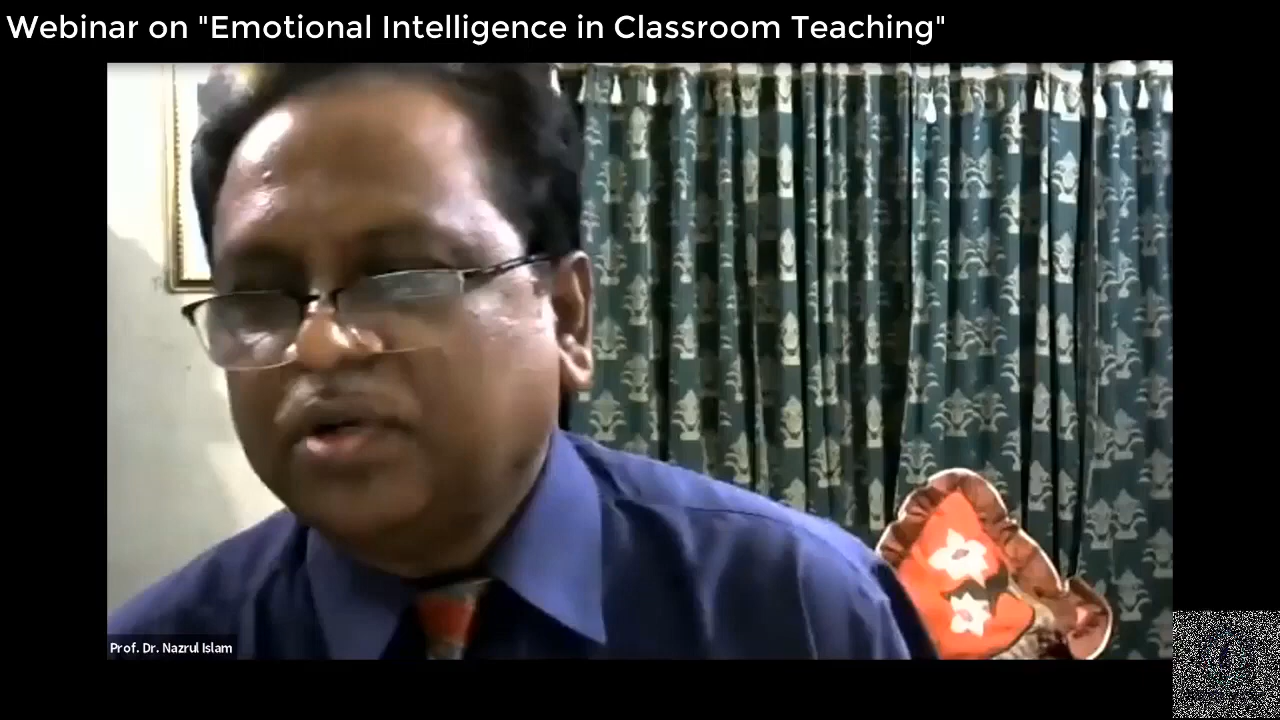 Webinar on "Emotional Intelligence in Classroom Teaching"
Prof. Dr. Nazrul Islam